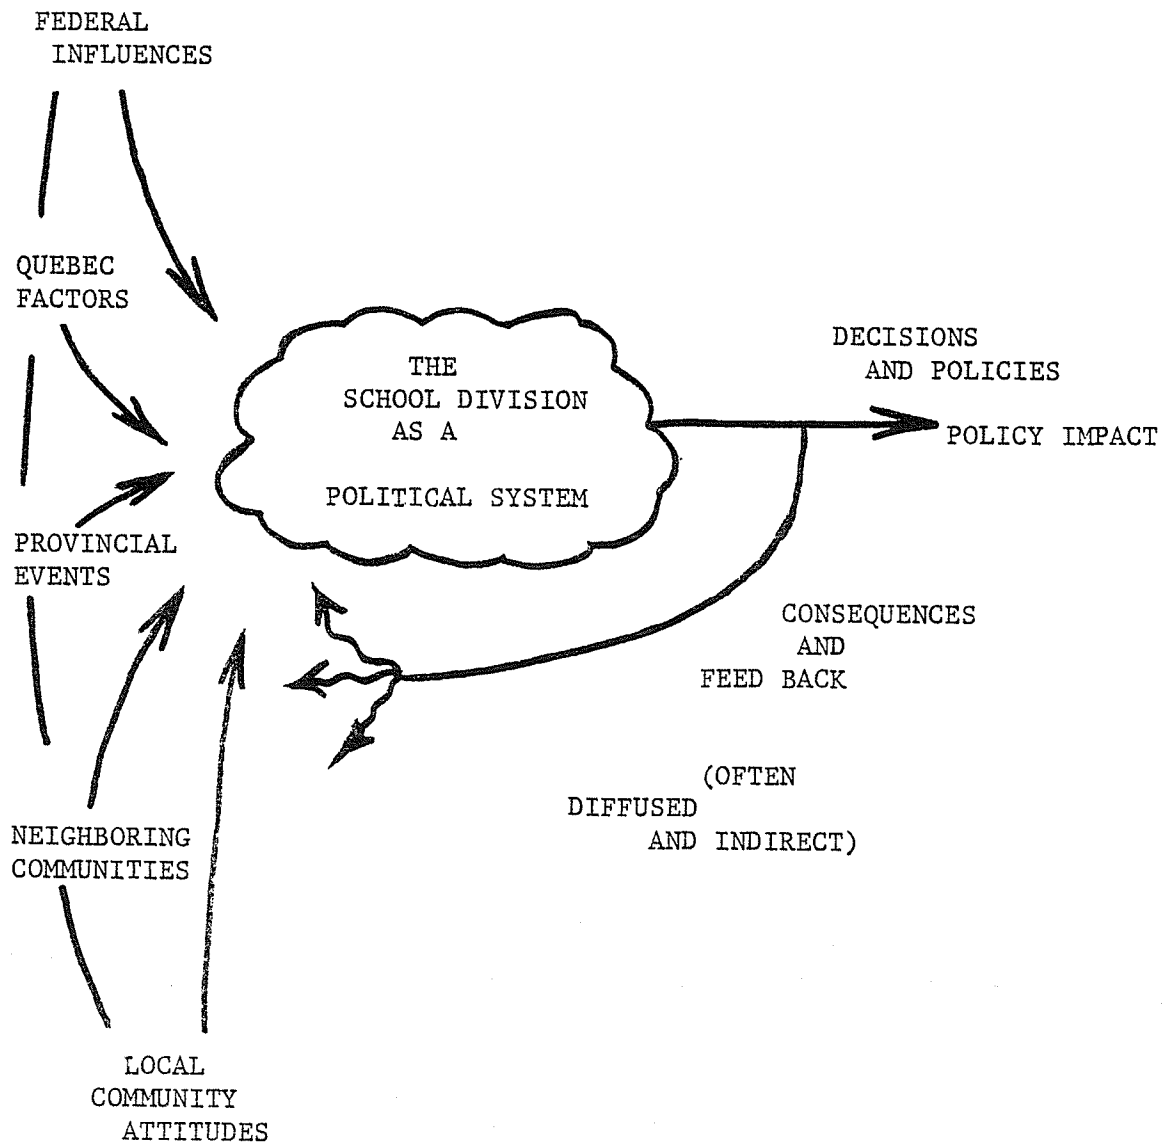 FEDERAL
INFLUENCES
QUEBEC
FACTORS
PROVINCIAL
EVENTS
NEIGHBORING
COMMUNITIES
LOCAL
COMMUNITY
ATTITUDES
THE
SCHOOL DIVISION
AS A
POLITICAL SYSTEM
DECISIONS
AND POLICIES
POLICY IMPACT
CONSEQUENCES
AND
FEED BACK
(OFTEN
DIFFUSED
AND INDIRECT)